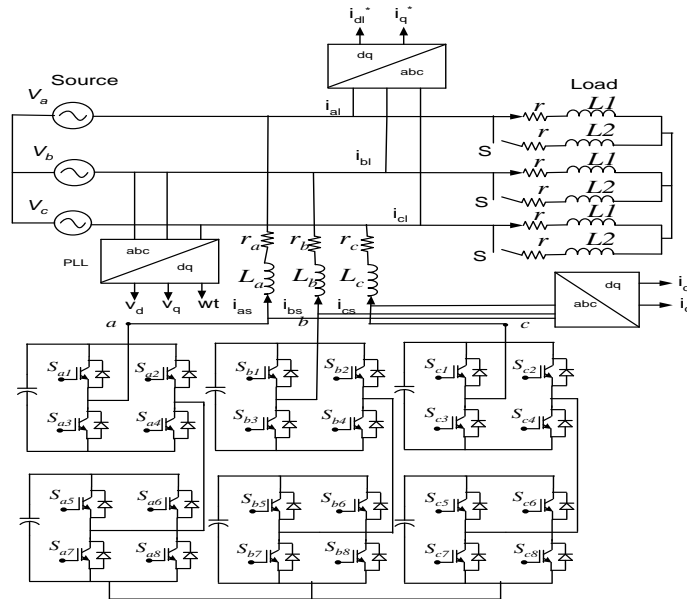 i_dl* i_q*
dq
abc
Source
Load
V_a
i_al
r L1
S r L2
V_b
i_bl
r L1
S r L2
V_c
i_cl
r L1
S r L2
abc
dq
PLL
r_a r_b r_c
L_a L_b L_c
v_d v_q wt
i_as i_bs i_cs
dq
abc
i_d
i_q
a b c
S_a1 S_a2 S_b1 S_b2 S_c1 S_c2
S_a3 S_a4 S_b3 S_b4 S_c3 S_c4
S_a5 S_a6 S_b5 S_b6 S_c5 S_c6
S_a7 S_a8 S_b7 S_b8 S_c7 S_c8